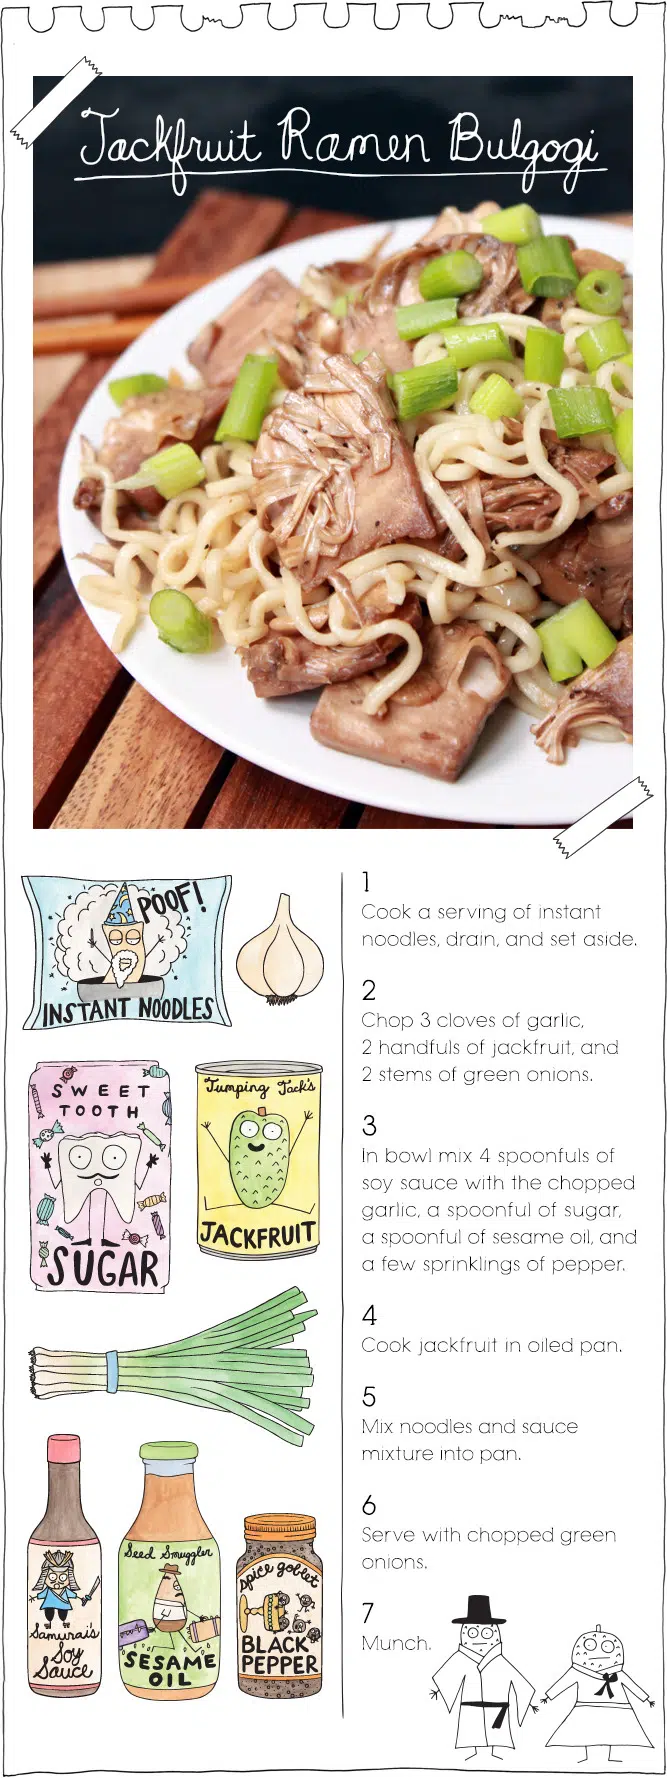 Jackfruit Ramen Bulgogi
POOF!
INSTANT NOODLES
SWEET
TOOTH
SUGAR
Jumping Jack's
JACKFRUIT
Samurai's
Soy
Sauce
Seed Smuggler
SESAME
OIL
Spice goblet
BLACK
PEPPER
1
Cook a serving of instant
noodles, drain, and set aside.
2
Chop 3 cloves of garlic,
2 handfuls of jackfruit, and
2 stems of green onions.
3
In bowl mix 4 spoonfuls of
soy sauce with the chopped
garlic, a spoonful of sugar,
a spoonful of sesame oil, and
a few sprinklings of pepper.
4
Cook jackfruit in oiled pan.
5
Mix noodles and sauce
mixture into pan.
6
Serve with chopped green
onions.
7
Munch.